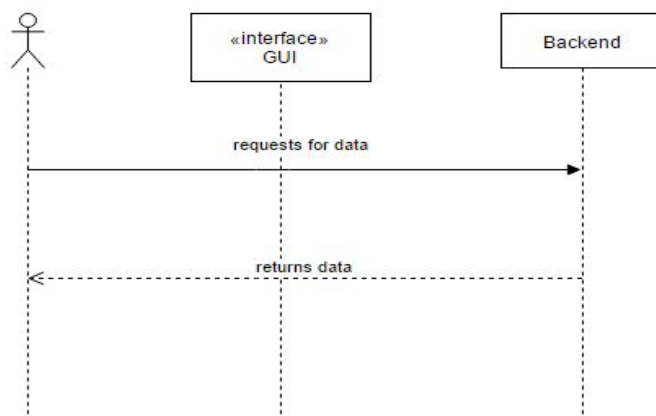 «interface»
GUI
Backend
requests for data
returns data